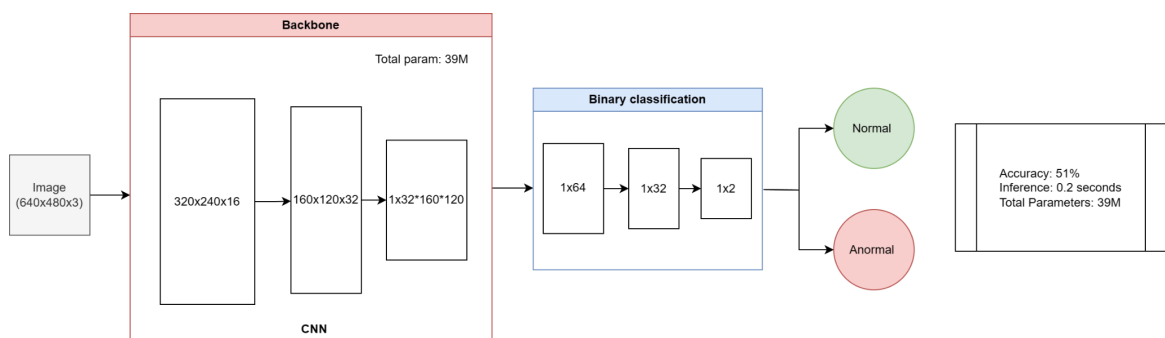 Backbone
Total param: 39M
Image
(640x480x3)
320x240x16
160x120x32
1x32*160*120
CNN
Binary classification
1x64
1x32
1x2
Normal
Anormal
Accuracy: 51%
Inference: 0.2 seconds
Total Parameters: 39M